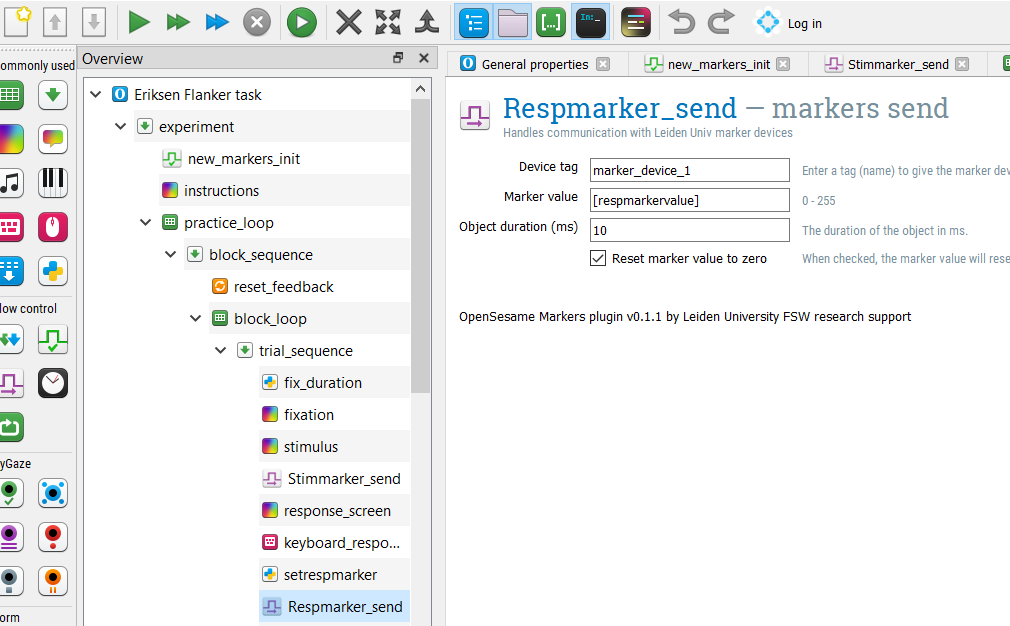 In:_
Log in
ommonly used
low control
yGaze
orm
Overview
Eriksen Flanker task
experiment
new_markers_init
instructions
practice_loop
block_sequence
reset_feedback
block_loop
trial_sequence
fix_duration
fixation
stimulus
Stimmarker_send
response_screen
keyboard_respo...
setrespmarker
Respmarker_send
General properties
new_markers_init
Stimmarker_send
Respmarker_send — markers send
Handles communication with Leiden Univ marker devices
Device tag marker_device_1 Enter a tag (name) to give the marker dev
Marker value [respmarkervalue] 0 - 255
Object duration (ms) 10 The duration of the object in ms.
Reset marker value to zero When checked, the marker value will rese
OpenSesame Markers plugin v0.1.1 by Leiden University FSW research support